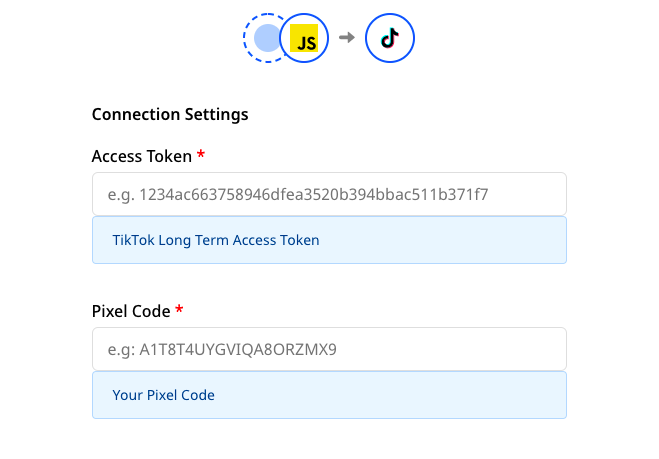 JS
Connection Settings
Access Token *
e.g. 1234ac663758946dfea3520b394bbac511b371f7
TikTok Long Term Access Token
Pixel Code *
e.g: A1T8T4UYGVIQA8ORZMX9
Your Pixel Code